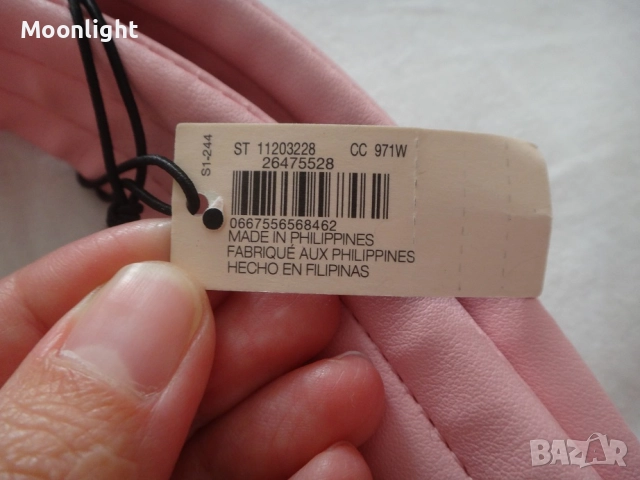 Moonlight
S1-244
ST 11203228 CC 971W
26475528
0667556568462
MADE IN PHILIPPINES
FABRIQUÉ AUX PHILIPPINES
HECHO EN FILIPINAS
BAZAR